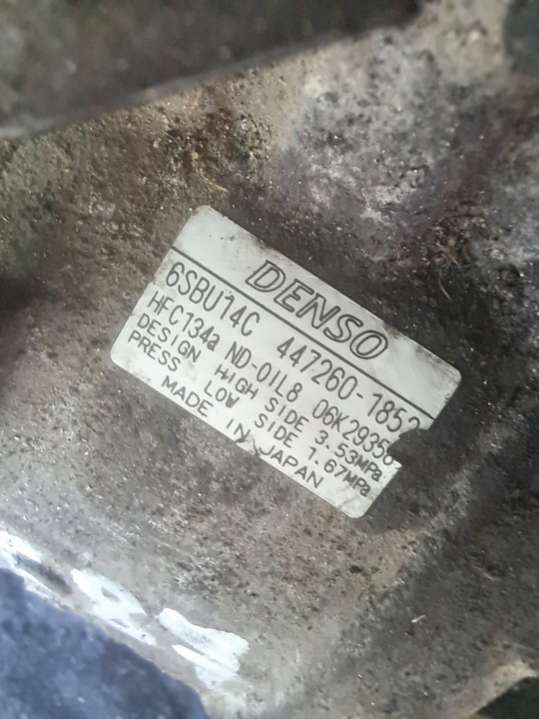 DENSO
6SBU14C 447260-1852
HFC134a ND-OIL8 06K29356
DESIGN HIGH SIDE 3.53MPa
PRESS LOW SIDE 1.67MPa
MADE IN JAPAN